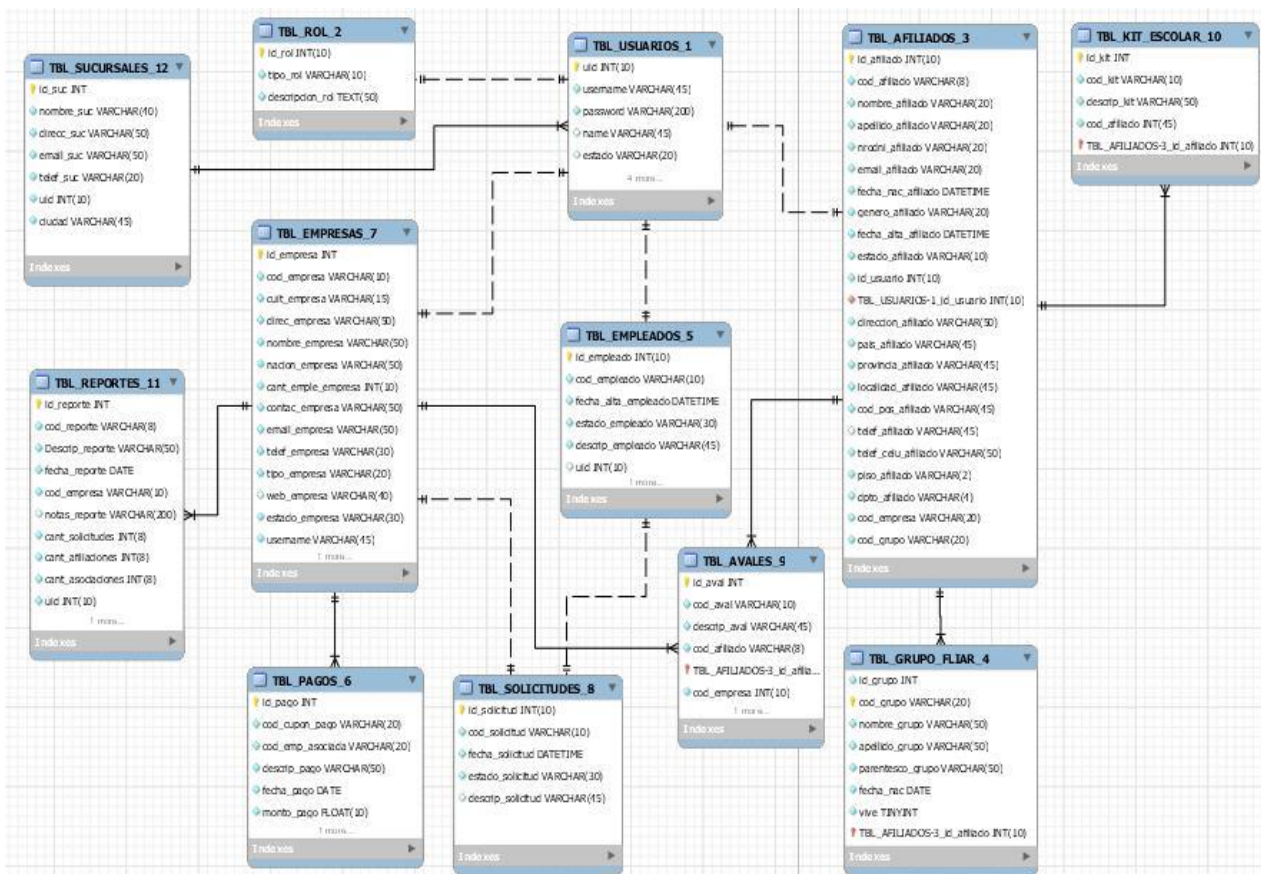 TBL_SUCURSALES_12
id_suc INT
nombre_suc VARCHAR(40)
direcc_suc VARCHAR(50)
email_suc VARCHAR(50)
telef_suc VARCHAR(20)
uid INT(10)
ciudad VARCHAR(45)
Indexes
TBL_ROL_2
id_rol INT(10)
tipo_rol VARCHAR(10)
descripcion_rol TEXT(50)
Indexes
TBL_USUARIOS_1
uid INT(10)
username VARCHAR(45)
password VARCHAR(200)
name VARCHAR(45)
estado VARCHAR(20)
4 more...
Indexes
TBL_AFILIADOS_3
id_afiliado INT(10)
cod_afiliado VARCHAR(8)
nombre_afiliado VARCHAR(20)
apellido_afiliado VARCHAR(20)
nrodni_afiliado VARCHAR(20)
email_afiliado VARCHAR(20)
fecha_nac_afiliado DATETIME
genero_afiliado VARCHAR(20)
fecha_alta_afiliado DATETIME
estado_afiliado VARCHAR(10)
id_usuario INT(10)
TBL_USUARIOS-1_id_usuario INT(10)
direccion_afiliado VARCHAR(50)
pais_afiliado VARCHAR(45)
provincia_afiliado VARCHAR(45)
localidad_afiliado VARCHAR(45)
cod_pos_afiliado VARCHAR(45)
telef_afiliado VARCHAR(45)
telef_celu_afiliado VARCHAR(50)
piso_afiliado VARCHAR(2)
dpto_afiliado VARCHAR(4)
cod_empresa VARCHAR(20)
cod_grupo VARCHAR(20)
Indexes
TBL_KIT_ESCOLAR_10
id_kit INT
cod_kit VARCHAR(10)
descrip_kit VARCHAR(50)
cod_afiliado INT(45)
TBL_AFILIADOS-3_id_afiliado INT(10)
Indexes
TBL_EMPRESAS_7
id_empresa INT
cod_empresa VARCHAR(10)
cuit_empresa VARCHAR(15)
direc_empresa VARCHAR(50)
nombre_empresa VARCHAR(50)
nacion_empresa VARCHAR(50)
cant_emple_empresa INT(10)
contac_empresa VARCHAR(50)
email_empresa VARCHAR(50)
telef_empresa VARCHAR(30)
tipo_empresa VARCHAR(20)
web_empresa VARCHAR(40)
estado_empresa VARCHAR(30)
username VARCHAR(45)
1 more...
Indexes
TBL_EMPLEADOS_5
id_empleado INT(10)
cod_empleado VARCHAR(10)
fecha_alta_empleado DATETIME
estado_empleado VARCHAR(30)
descrip_empleado VARCHAR(45)
uid INT(10)
1 more...
Indexes
TBL_REPORTES_11
id_reporte INT
cod_reporte VARCHAR(8)
Descrip_reporte VARCHAR(50)
fecha_reporte DATE
cod_empresa VARCHAR(10)
notas_reporte VARCHAR(200)
cant_solicitudes INT(8)
cant_afiliaciones INT(8)
cant_asociaciones INT(8)
uid INT(10)
1 more...
Indexes
TBL_AVALES_9
id_aval INT
cod_aval VARCHAR(10)
descrip_aval VARCHAR(45)
cod_afiliado VARCHAR(8)
TBL_AFILIADOS-3_id_afilia...
cod_empresa INT(10)
1 more...
Indexes
TBL_PAGOS_6
id_pago INT
cod_cupon_pago VARCHAR(20)
cod_emp_asociada VARCHAR(20)
descrip_pago VARCHAR(50)
fecha_pago DATE
monto_pago FLOAT(10)
1 more...
Indexes
TBL_SOLICITUDES_8
id_solicitud INT(10)
cod_solicitud VARCHAR(10)
fecha_solicitud DATETIME
estado_solicitud VARCHAR(30)
descrip_solicitud VARCHAR(45)
Indexes
TBL_GRUPO_FLIAR_4
id_grupo INT
cod_grupo VARCHAR(20)
nombre_grupo VARCHAR(50)
apellido_grupo VARCHAR(50)
parentesco_grupo VARCHAR(50)
fecha_nac DATE
vive TINYINT
TBL_AFILIADOS-3_id_afiliado INT(10)
Indexes